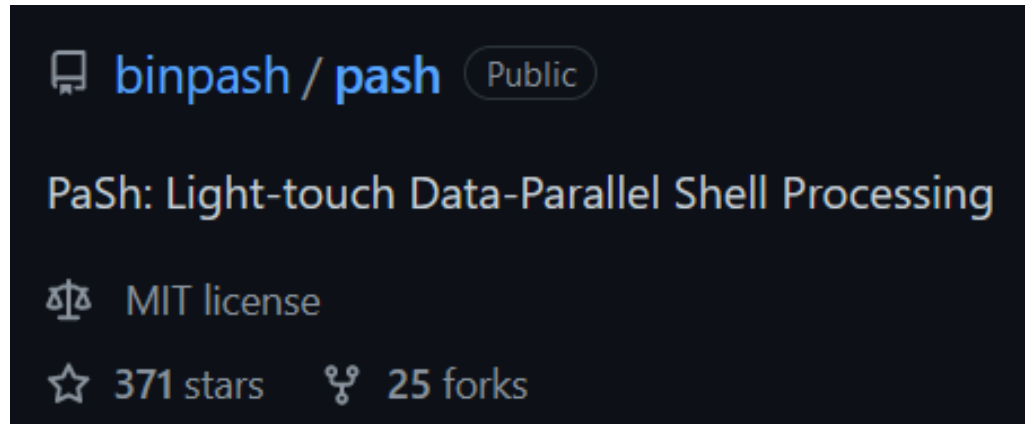 binpash / pash Public
PaSh: Light-touch Data-Parallel Shell Processing
MIT license
371 stars 25 forks